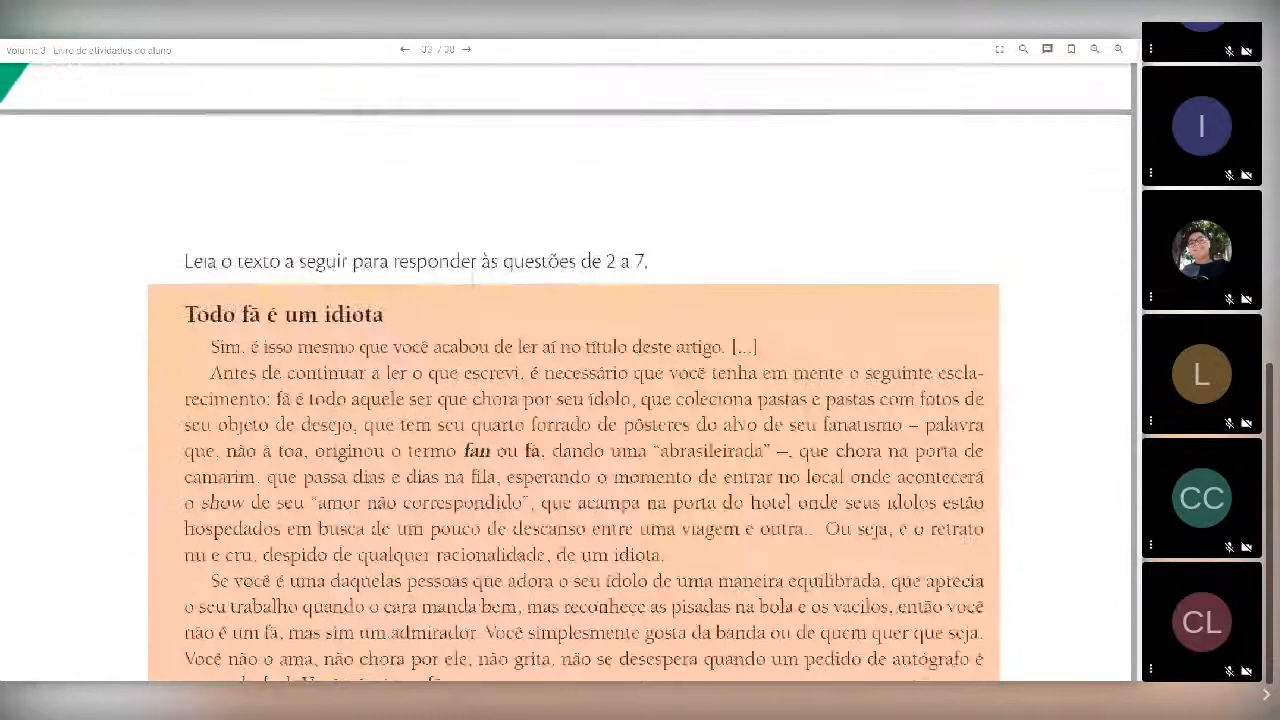 Volume 3 - Livro de atividades do aluno
33 / 38
Leia o texto a seguir para responder às questões de 2 a 7.
Todo fã é um idiota
Sim, é isso mesmo que você acabou de ler aí no título deste artigo. [...]
Antes de continuar a ler o que escrevi, é necessário que você tenha em mente o seguinte escla-
recimento: fã é todo aquele ser que chora por seu ídolo, que coleciona pastas e pastas com fotos de
seu objeto de desejo, que tem seu quarto forrado de pôsteres do alvo de seu fanatismo – palavra
que, não à toa, originou o termo fan ou fã, dando uma “abrasileirada” –, que chora na porta de
camarim, que passa dias e dias na fila, esperando o momento de entrar no local onde acontecerá
o show de seu “amor não correspondido”, que acampa na porta do hotel onde seus ídolos estão
hospedados em busca de um pouco de descanso entre uma viagem e outra... Ou seja, é o retrato
nu e cru, despido de qualquer racionalidade, de um idiota.
Se você é uma daquelas pessoas que adora o seu ídolo de uma maneira equilibrada, que aprecia
o seu trabalho quando o cara manda bem, mas reconhece as pisadas na bola e os vacilos, então você
não é um fã, mas sim um admirador. Você simplesmente gosta da banda ou de quem quer que seja.
Você não o ama, não chora por ele, não grita, não se desespera quando um pedido de autógrafo é
I
L
CC
CL